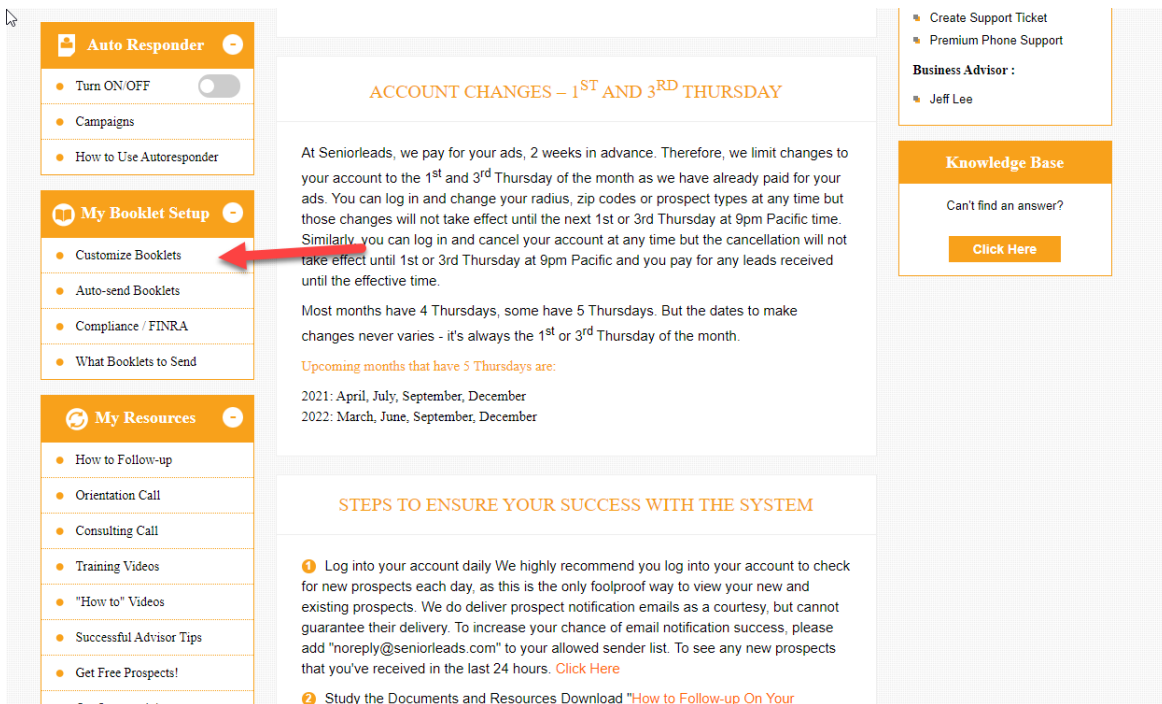 Auto Responder
Turn ON/OFF
Campaigns
How to Use Autoresponder
My Booklet Setup
Customize Booklets
Auto-send Booklets
Compliance / FINRA
What Booklets to Send
My Resources
How to Follow-up
Orientation Call
Consulting Call
Training Videos
"How to" Videos
Successful Advisor Tips
Get Free Prospects!
ACCOUNT CHANGES – 1ST AND 3RD THURSDAY
At Seniorleads, we pay for your ads, 2 weeks in advance. Therefore, we limit changes to
your account to the 1st and 3rd Thursday of the month as we have already paid for your
ads. You can log in and change your radius, zip codes or prospect types at any time but
those changes will not take effect until the next 1st or 3rd Thursday at 9pm Pacific time.
Similarly, you can log in and cancel your account at any time but the cancellation will not
take effect until 1st or 3rd Thursday at 9pm Pacific and you pay for any leads received
until the effective time.
Most months have 4 Thursdays, some have 5 Thursdays. But the dates to make
changes never varies - it's always the 1st or 3rd Thursday of the month.
Upcoming months that have 5 Thursdays are:
2021: April, July, September, December
2022: March, June, September, December
STEPS TO ENSURE YOUR SUCCESS WITH THE SYSTEM
1 Log into your account daily We highly recommend you log into your account to check
for new prospects each day, as this is the only foolproof way to view your new and
existing prospects. We do deliver prospect notification emails as a courtesy, but cannot
guarantee their delivery. To increase your chance of email notification success, please
add "noreply@seniorleads.com" to your allowed sender list. To see any new prospects
that you've received in the last 24 hours. Click Here
2 Study the Documents and Resources Download "How to Follow-up On Your
Create Support Ticket
Premium Phone Support
Business Advisor :
Jeff Lee
Knowledge Base
Can't find an answer?
Click Here